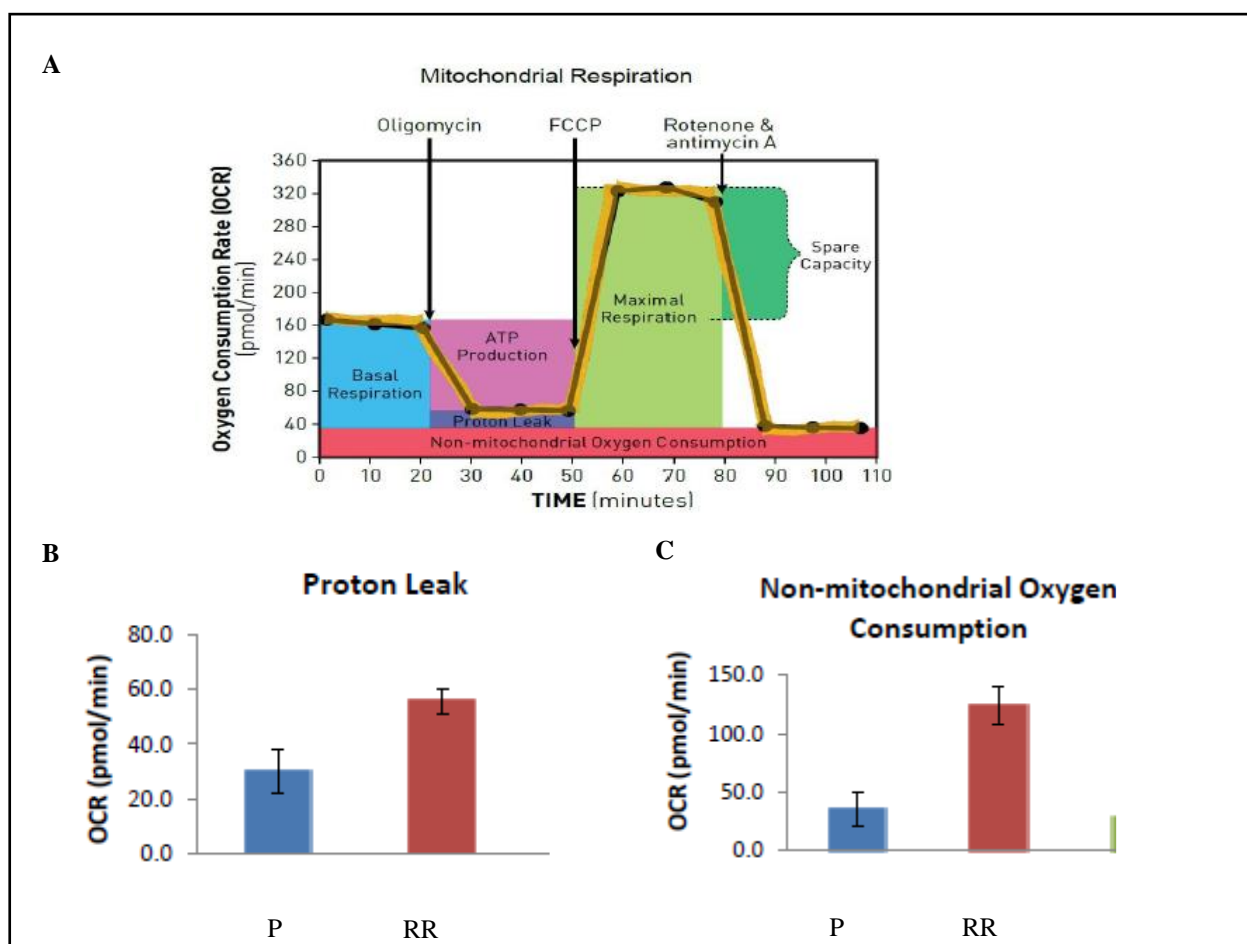 A
Mitochondrial Respiration
Oligomycin FCCP Rotenone &
antimycin A
Oxygen Consumption Rate (OCR)
(pmol/min)
360
320
280
240
200
160
120
80
40
0
Basal
Respiration
ATP
Production
Proton Leak
Maximal
Respiration
Spare
Capacity
Non-mitochondrial Oxygen Consumption
0 10 20 30 40 50 60 70 80 90 100 110
TIME (minutes)
B
Proton Leak
OCR (pmol/min)
80.0
60.0
40.0
20.0
0.0
P RR
C
Non-mitochondrial Oxygen
Consumption
OCR (pmol/min)
150.0
100.0
50.0
0.0
P RR